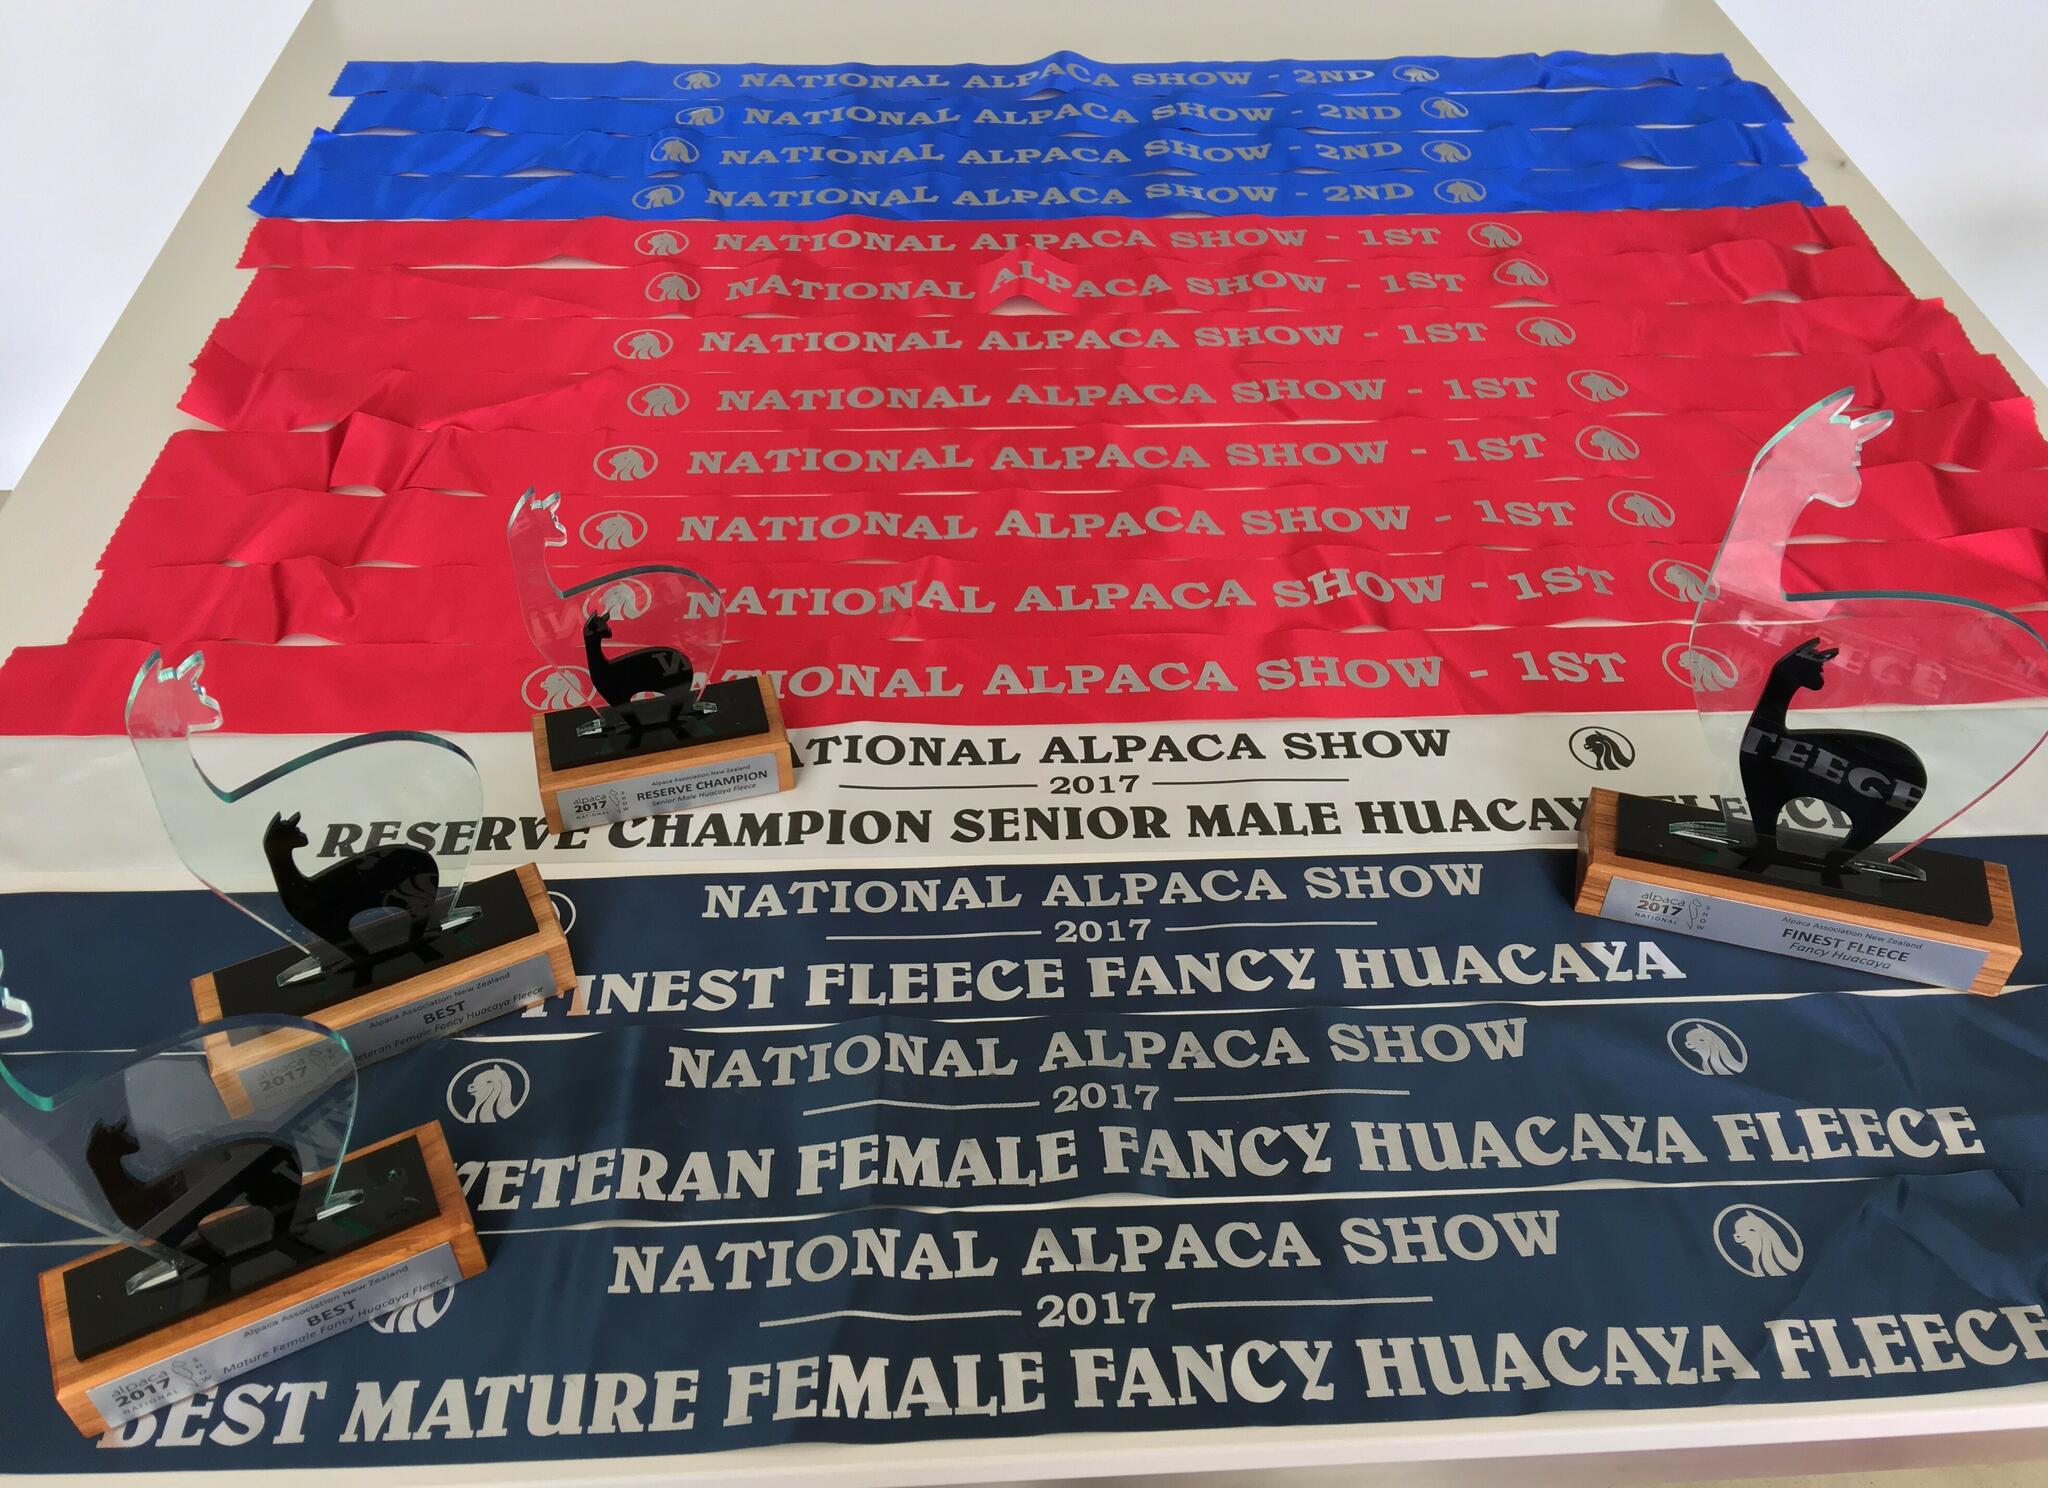 NATIONAL ALPACA SHOW - 2ND
NATIONAL ALPACA SHOW - 2ND
NATIONAL ALPACA SHOW - 2ND
NATIONAL ALPACA SHOW - 2ND
NATIONAL ALPACA SHOW - 1ST
NATIONAL ALPACA SHOW - 1ST
NATIONAL ALPACA SHOW - 1ST
NATIONAL ALPACA SHOW - 1ST
NATIONAL ALPACA SHOW - 1ST
NATIONAL ALPACA SHOW - 1ST
NATIONAL ALPACA SHOW - 1ST
NATIONAL ALPACA SHOW - 1ST
NATIONAL ALPACA SHOW
2017
RESERVE CHAMPION SENIOR MALE HUACAYA FLEECE
alpaca
2017
NATIONAL
SHOW
Alpaca Association New Zealand
RESERVE CHAMPION
Senior Male Huacaya Fleece
NATIONAL ALPACA SHOW
2017
FINEST FLEECE FANCY HUACAYA
alpaca
2017
NATIONAL
SHOW
Alpaca Association New Zealand
FINEST FLEECE
Fancy Huacaya
alpaca
2017
Alpaca Association New Zealand
BEST
Veteran Female Fancy Huacaya Fleece
NATIONAL ALPACA SHOW
2017
VETERAN FEMALE FANCY HUACAYA FLEECE
alpaca
2017
NATIONAL
SHOW
Alpaca Association New Zealand
BEST
Mature Female Fancy Huacaya Fleece
NATIONAL ALPACA SHOW
2017
BEST MATURE FEMALE FANCY HUACAYA FLEECE